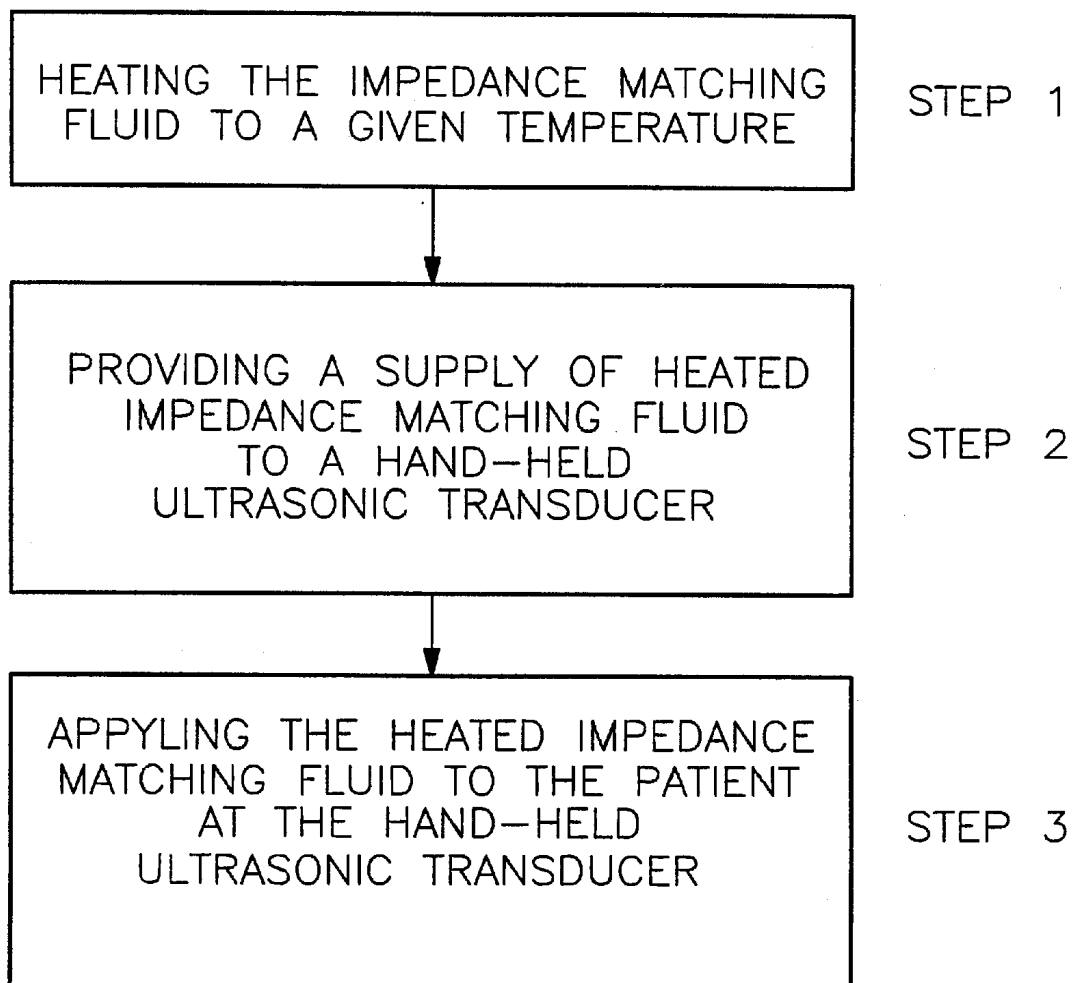 HEATING THE IMPEDANCE MATCHING
FLUID TO A GIVEN TEMPERATURE
STEP 1
PROVIDING A SUPPLY OF HEATED
IMPEDANCE MATCHING FLUID
TO A HAND-HELD
ULTRASONIC TRANSDUCER
STEP 2
APPYLING THE HEATED IMPEDANCE
MATCHING FLUID TO THE PATIENT
AT THE HAND-HELD
ULTRASONIC TRANSDUCER
STEP 3